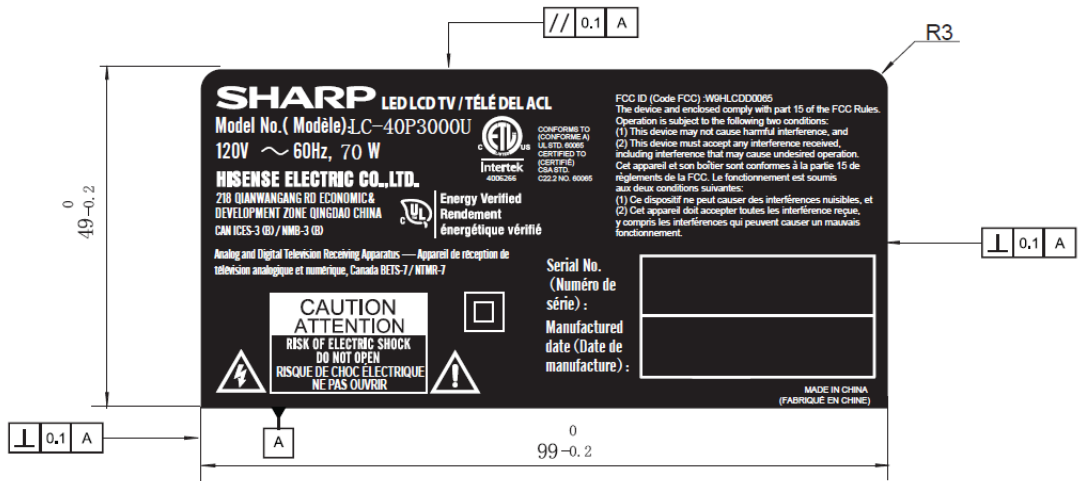 // 0.1 A
R3
SHARP LED LCD TV / TÉLÉ DEL ACL
Model No.( Modèle):LC-40P3000U
120V ～ 60Hz, 70 W
HISENSE ELECTRIC CO.,LTD.
218 QIANWANGANG RD ECONOMIC &
DEVELOPMENT ZONE QINGDAO CHINA
CAN ICES-3 (B) / NMB-3 (B)
ETL
C US
Intertek
4006266
CONFORMS TO
(CONFORME A)
UL STD. 60065
CERTIFIED TO
(CERTIFIÉ)
CSA STD.
C22.2 NO. 60065
C UL
Energy Verified
Rendement
énergétique vérifié
FCC ID (Code FCC) :W9HLCDD0065
The device and enclosed comply with part 15 of the FCC Rules.
Operation is subject to the following two conditions:
(1) This device may not cause harmful interference, and
(2) This device must accept any interference received,
including interference that may cause undesired operation.
Cet appareil et son boîtier sont conformes à la partie 15 de
règlements de la FCC. Le fonctionnement est soumis
aux deux conditions suivantes:
(1) Ce dispositif ne peut causer des interférences nuisibles, et
(2) Cet appareil doit accepter toutes les interférence reçue,
y compris les interférences qui peuvent causer un mauvais
fonctionnement.
Analog and Digital Television Receiving Apparatus — Appareil de réception de
télévision analogique et numérique, Canada BETS-7 / NTMR-7
CAUTION
ATTENTION
RISK OF ELECTRIC SHOCK
DO NOT OPEN
RISQUE DE CHOC ÉLECTRIQUE
NE PAS OUVRIR
Serial No.
(Numéro de
série) :
Manufactured
date (Date de
manufacture) :
MADE IN CHINA
(FABRIQUÉ EN CHINE)
0
49-0.2
⊥ 0.1 A
⊥ 0.1 A
A
0
99-0.2